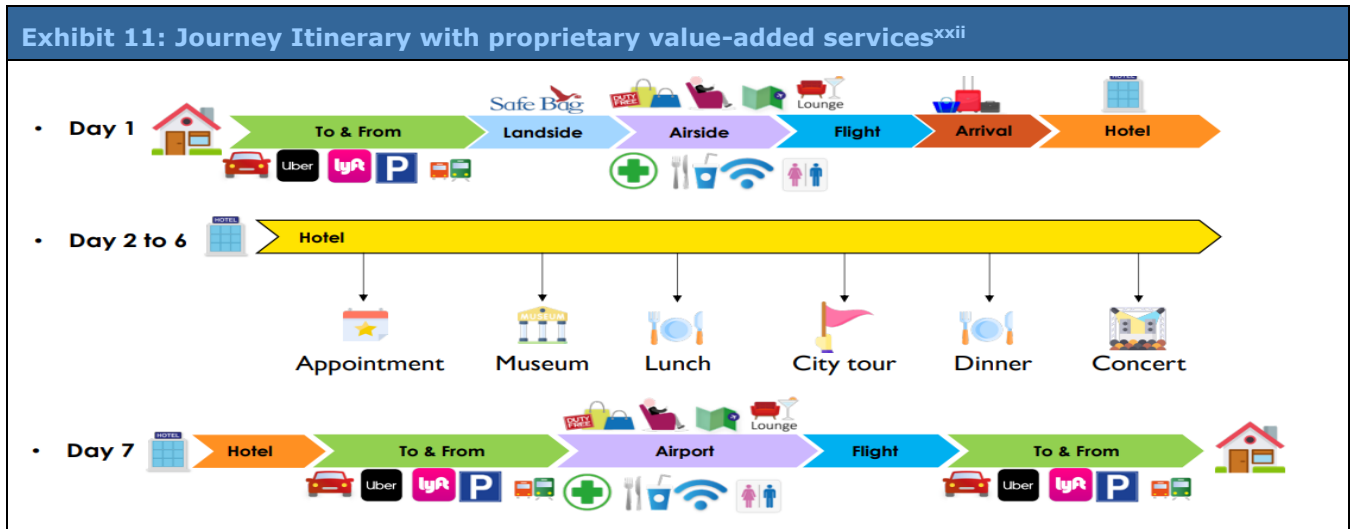 Exhibit 11: Journey Itinerary with proprietary value-added servicesxxii
Safe Bag
DUTY FREE
Lounge
HOTEL
• Day 1
To & From
Landside
Airside
Flight
Arrival
Hotel
Uber
lyft
P
• Day 2 to 6
HOTEL
Hotel
MUSEUM
Appointment
Museum
Lunch
City tour
Dinner
Concert
DUTY FREE
Lounge
• Day 7
HOTEL
Hotel
To & From
Airport
Flight
To & From
Uber
lyft
P
Uber
lyft
P